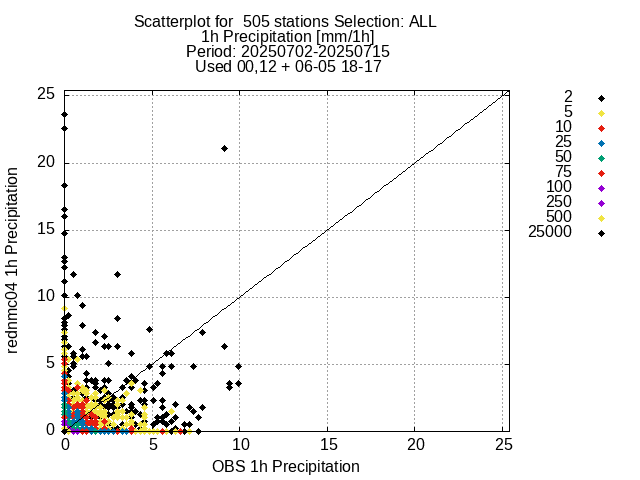 Scatterplot for  505 stations Selection: ALL
1h Precipitation [mm/1h]
Period: 20250702-20250715
Used 00,12 + 06-05 18-17
25
20
15
10
5
0
0 5 10 15 20 25
rednmc04 1h Precipitation
OBS 1h Precipitation
2
5
10
25
50
75
100
250
500
25000